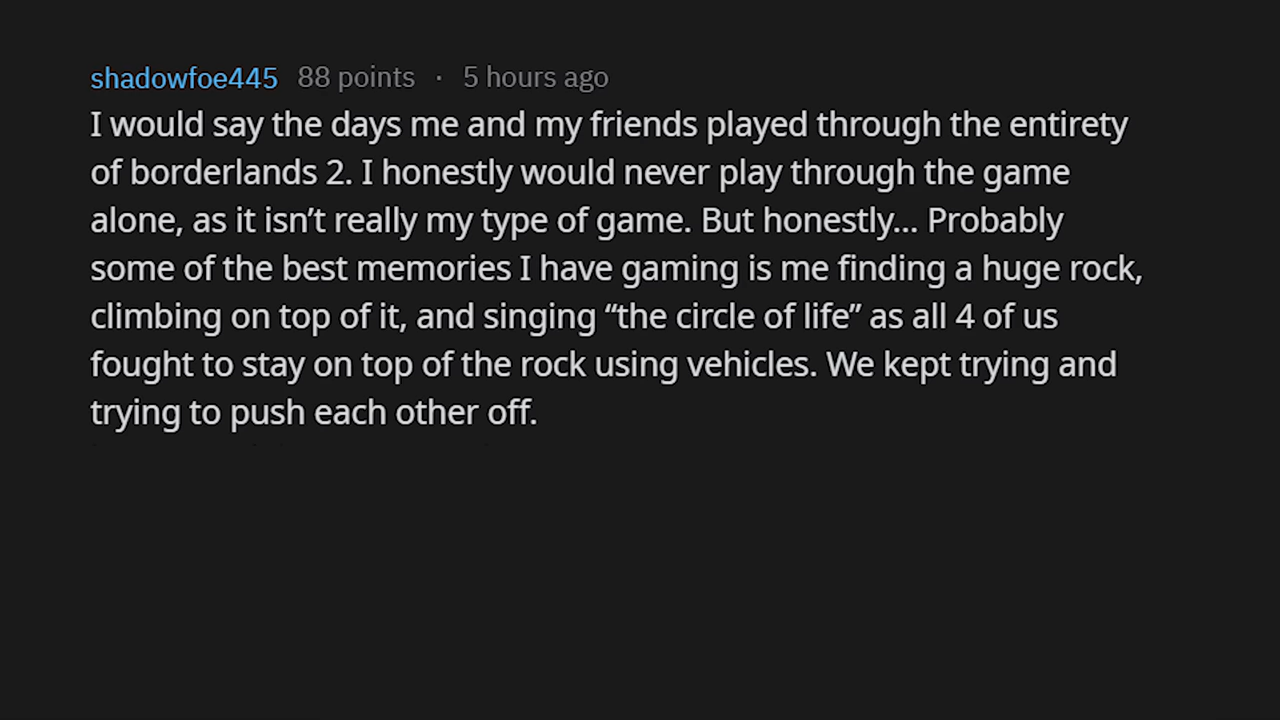 shadowfoe445 88 points · 5 hours ago
I would say the days me and my friends played through the entirety
of borderlands 2. I honestly would never play through the game
alone, as it isn’t really my type of game. But honestly... Probably
some of the best memories I have gaming is me finding a huge rock,
climbing on top of it, and singing “the circle of life” as all 4 of us
fought to stay on top of the rock using vehicles. We kept trying and
trying to push each other off.